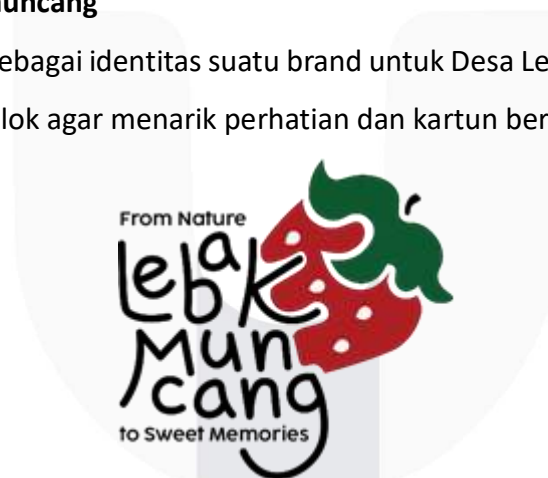 uncang
ebagai identitas suatu brand untuk Desa Le
lok agar menarik perhatian dan kartun ber
From Nature
Lebak
Mun
cang
to Sweet Memories